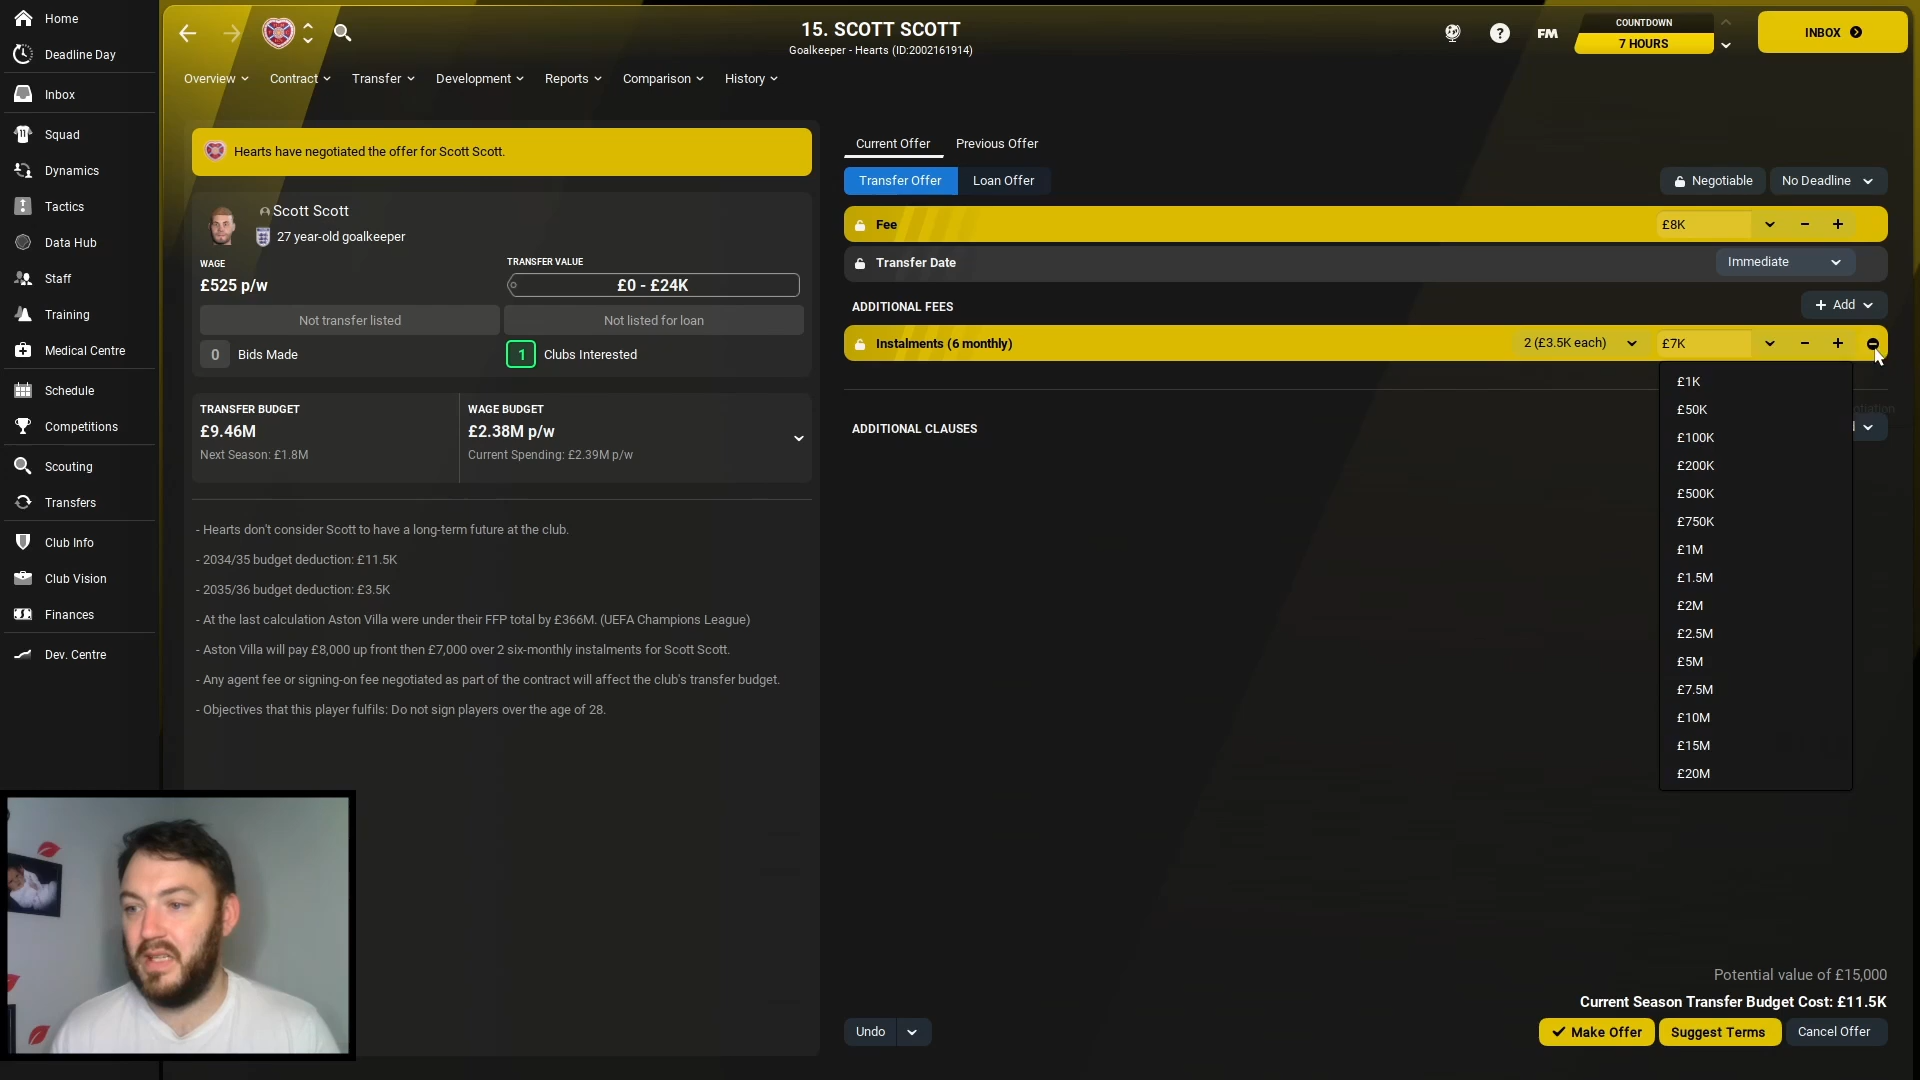 Home
Deadline Day
Inbox
Squad
Dynamics
Tactics
Data Hub
Staff
Training
Medical Centre
Schedule
Competitions
Scouting
Transfers
Club Info
Club Vision
Finances
Dev. Centre
15. SCOTT SCOTT
Goalkeeper - Hearts (ID:2002161914)
FM
COUNTDOWN
7 HOURS
INBOX
Overview
Contract
Transfer
Development
Reports
Comparison
History
Hearts have negotiated the offer for Scott Scott.
Scott Scott
27 year-old goalkeeper
WAGE
£525 p/w
TRANSFER VALUE
£0 - £24K
Not transfer listed
Not listed for loan
0 Bids Made
1 Clubs Interested
TRANSFER BUDGET
£9.46M
Next Season: £1.8M
WAGE BUDGET
£2.38M p/w
Current Spending: £2.39M p/w
- Hearts don't consider Scott to have a long-term future at the club.
- 2034/35 budget deduction: £11.5K
- 2035/36 budget deduction: £3.5K
- At the last calculation Aston Villa were under their FFP total by £366M. (UEFA Champions League)
- Aston Villa will pay £8,000 up front then £7,000 over 2 six-monthly instalments for Scott Scott.
- Any agent fee or signing-on fee negotiated as part of the contract will affect the club's transfer budget.
- Objectives that this player fulfils: Do not sign players over the age of 28.
Current Offer
Previous Offer
Transfer Offer
Loan Offer
Negotiable
No Deadline
Fee
£8K
Transfer Date
Immediate
ADDITIONAL FEES
+ Add
Instalments (6 monthly)
2 (£3.5K each)
£7K
£1K
£50K
£100K
£200K
£500K
£750K
£1M
£1.5M
£2M
£2.5M
£5M
£7.5M
£10M
£15M
£20M
ADDITIONAL CLAUSES
Potential value of £15,000
Current Season Transfer Budget Cost: £11.5K
Undo
Make Offer
Suggest Terms
Cancel Offer